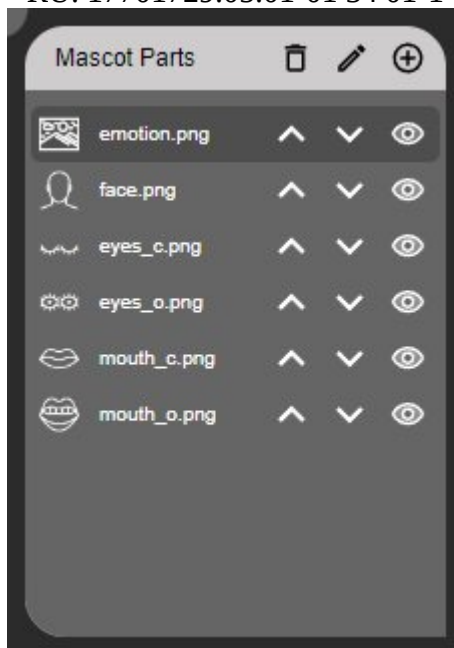 Mascot Parts
emotion.png
face.png
eyes_c.png
eyes_o.png
mouth_c.png
mouth_o.png